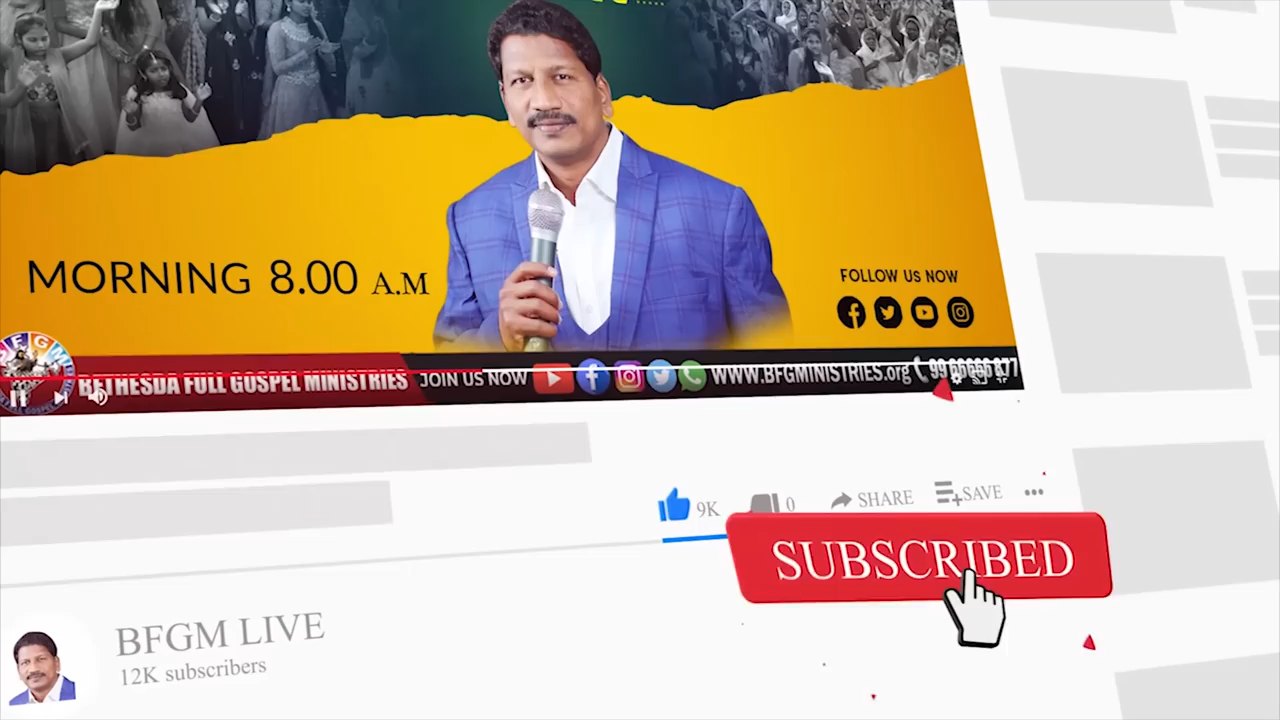 MORNING 8.00 A.M
FOLLOW US NOW
BFGM
BETHESDA FULL GOSPEL MINISTRIES JOIN US NOW WWW.BFGMINISTRIES.org
9K 0 SHARE SAVE
SUBSCRIBED
BFGM LIVE
12K subscribers